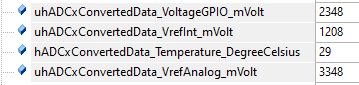 uhADCxConvertedData_VoltageGPIO_mVolt 2348
uhADCxConvertedData_VrefInt_mVolt 1208
hADCxConvertedData_Temperature_DegreeCelsius 29
uhADCxConvertedData_VrefAnalog_mVolt 3348